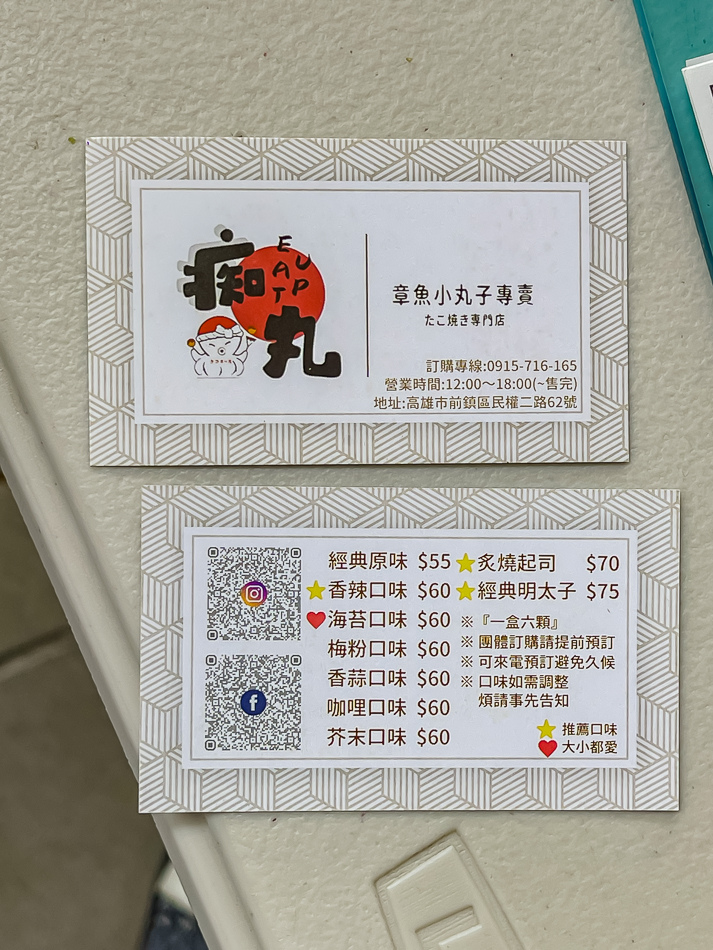 痴丸
EAT UP
章魚小丸子專賣
たこ焼き専門店
訂購專線:0915-716-165
營業時間:12:00～18:00(~售完)
地址:高雄市前鎮區民權二路62號
經典原味 $55
香辣口味 $60
海苔口味 $60
梅粉口味 $60
香蒜口味 $60
咖哩口味 $60
芥末口味 $60
炙燒起司 $70
經典明太子 $75
※『一盒六顆』
※ 團體訂購請提前預訂
※ 可來電預訂避免久候
※ 口味如需調整
煩請事先告知
推薦口味
大小都愛